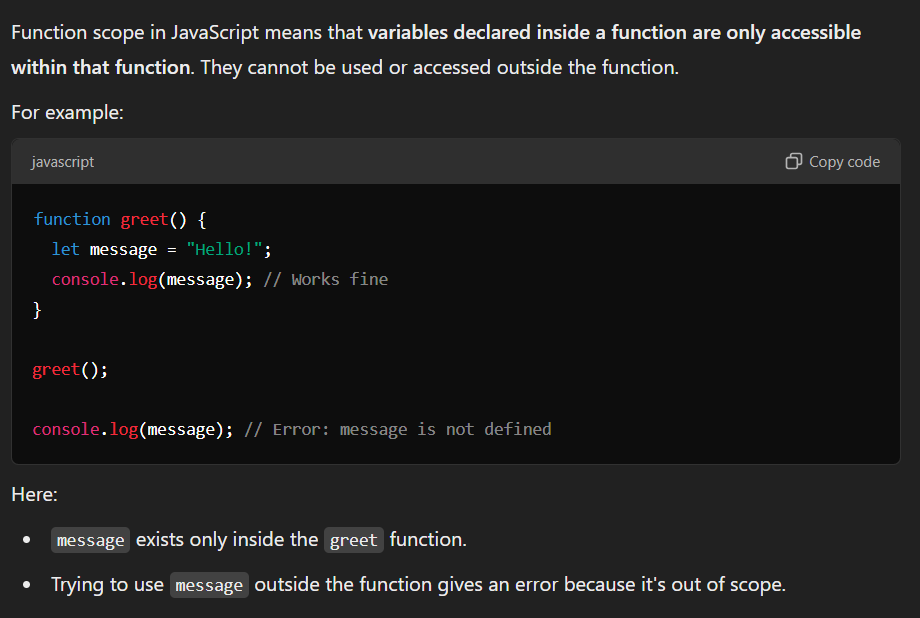 Function scope in JavaScript means that variables declared inside a function are only accessible
within that function. They cannot be used or accessed outside the function.
For example:
javascript
Copy code
function greet() {
  let message = "Hello!";
  console.log(message); // Works fine
}
greet();
console.log(message); // Error: message is not defined
Here:
• message exists only inside the greet function.
• Trying to use message outside the function gives an error because it's out of scope.